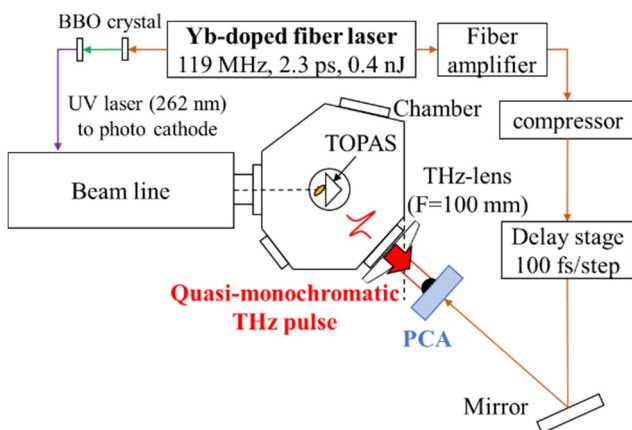 BBO crystal
Yb-doped fiber laser
119 MHz, 2.3 ps, 0.4 nJ
Fiber
amplifier
UV laser (262 nm)
to photo cathode
Chamber
compressor
TOPAS
Beam line
THz-lens
(F=100 mm)
Delay stage
100 fs/step
Quasi-monochromatic
THz pulse
PCA
Mirror